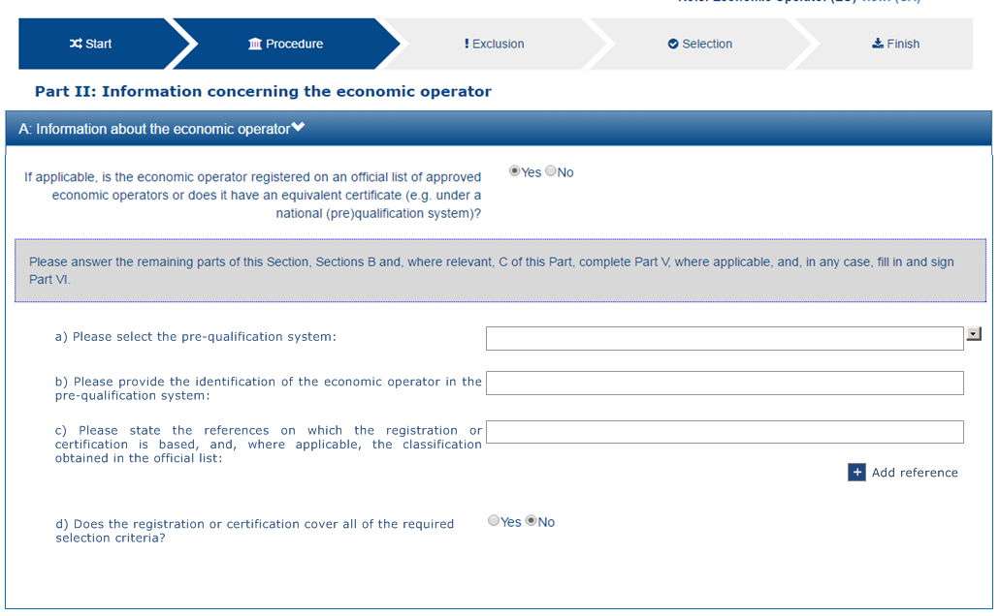 Start
Procedure
Exclusion
Selection
Finish
Part II: Information concerning the economic operator
A: Information about the economic operator
If applicable, is the economic operator registered on an official list of approved
economic operators or does it have an equivalent certificate (e.g. under a
national (pre)qualification system)?
Yes No
Please answer the remaining parts of this Section, Sections B and, where relevant, C of this Part, complete Part V, where applicable, and, in any case, fill in and sign
Part VI.
a) Please select the pre-qualification system:
b) Please provide the identification of the economic operator in the
pre-qualification system:
c) Please state the references on which the registration or
certification is based, and, where applicable, the classification
obtained in the official list:
+ Add reference
d) Does the registration or certification cover all of the required
selection criteria?
Yes No